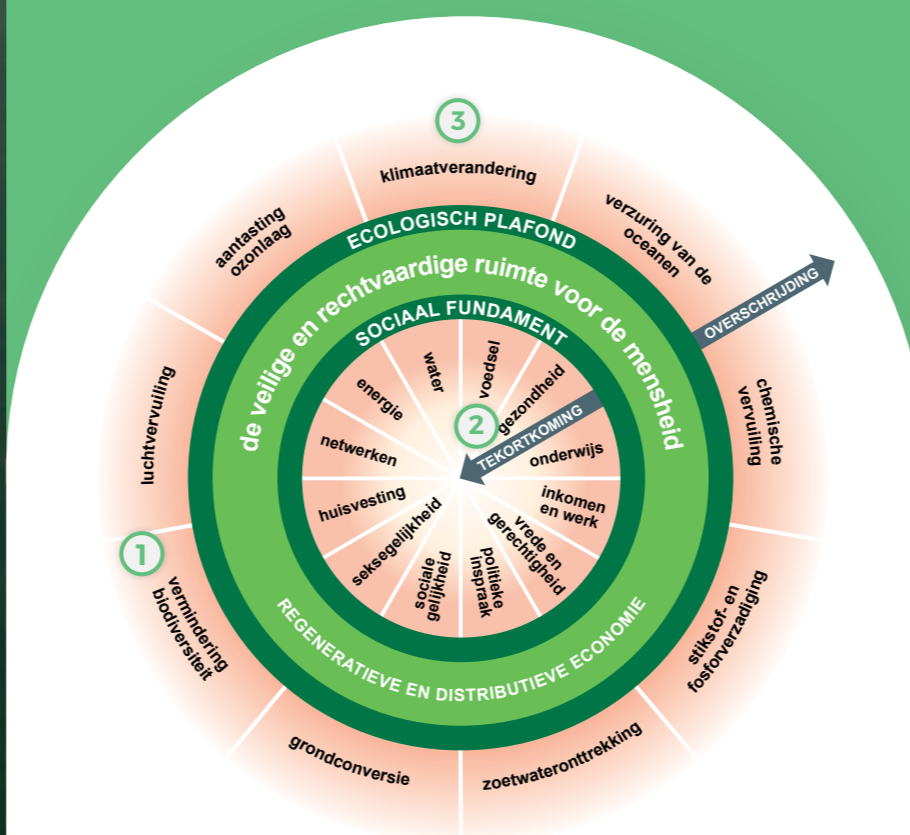 3
klimaatverandering
verzuring van de
oceanen
aantasting
ozonlaag
ECOLOGISCH PLAFOND
de veilige en rechtvaardige ruimte voor de mensheid
SOCIAAL FUNDAMENT
OVERSCHRIJDING
luchtvervuiling
chemische
vervuiling
water
voedsel
gezondheid
energie
2
TEKORTKOMING
netwerken
onderwijs
huisvesting
inkomen
en werk
seksegelijkheid
vrede en
gerechtigheid
sociale
gelijkheid
politieke
inspraak
1
vermindering
biodiversiteit
REGENERATIEVE EN DISTRIBUTIEVE ECONOMIE
stikstof- en
fosforverzadiging
grondconversie
zoetwateronttrekking